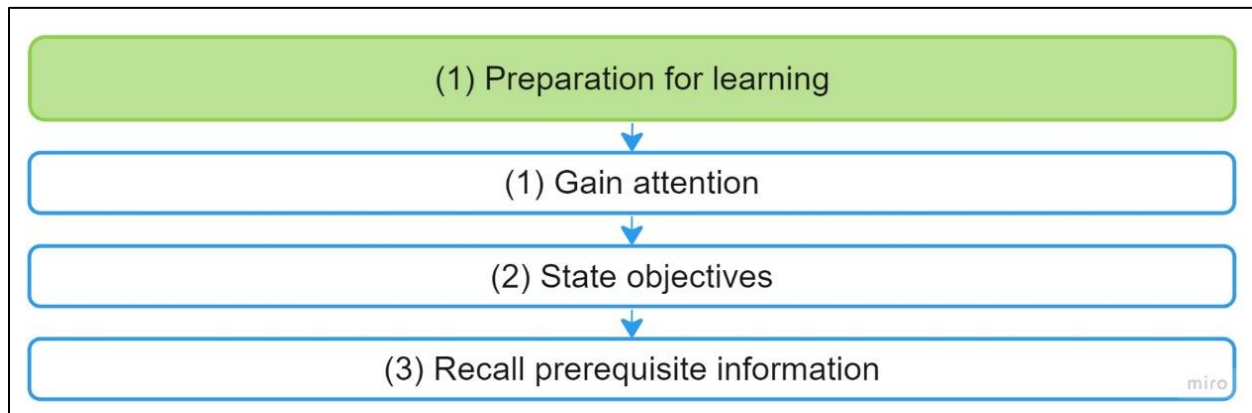 (1) Preparation for learning
(1) Gain attention
(2) State objectives
(3) Recall prerequisite information
miro